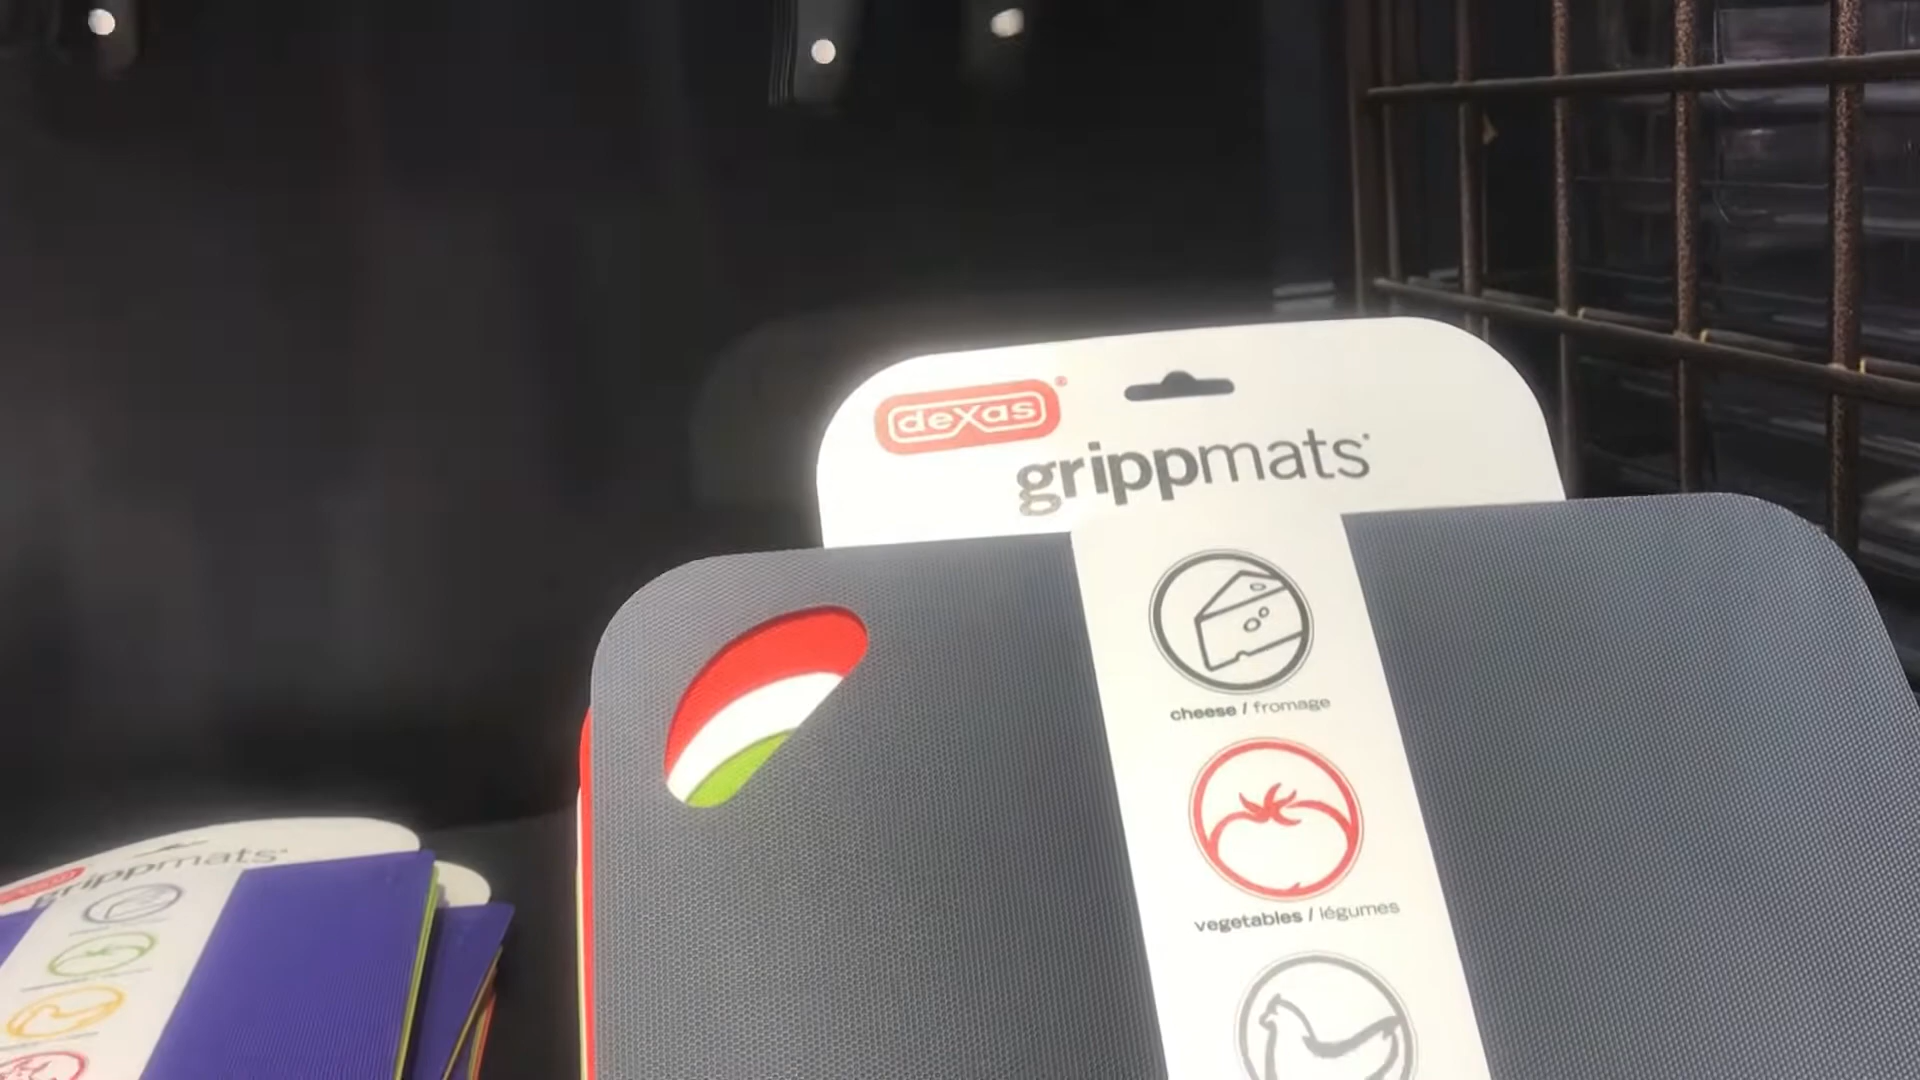 dexas®
grippmats
cheese / fromage
vegetables / légumes
grippmats